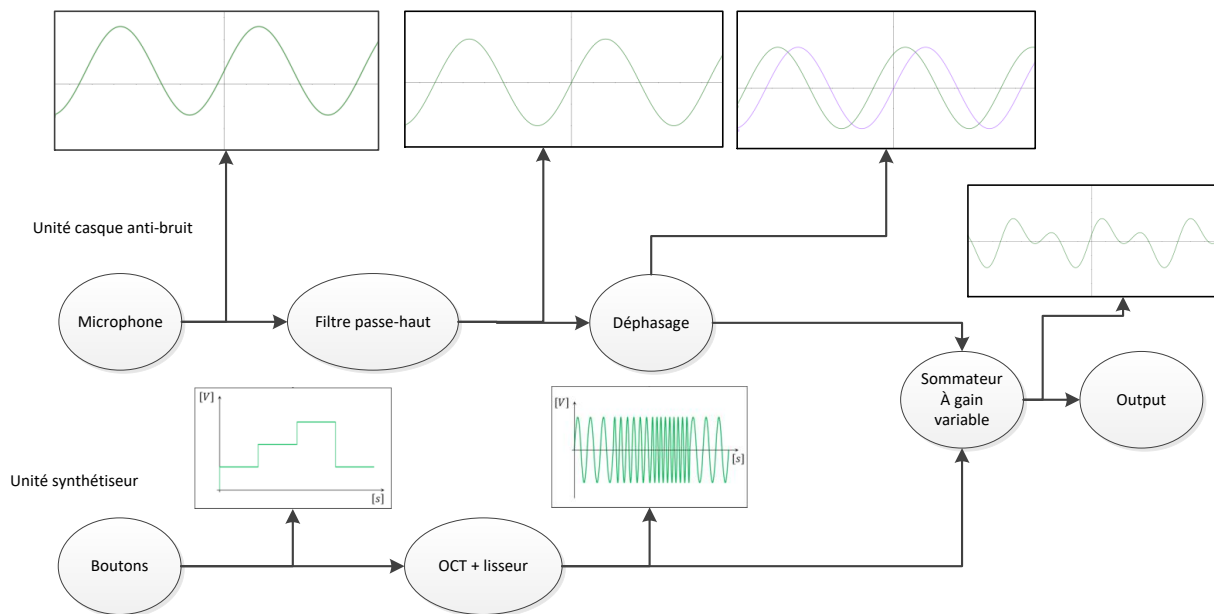 Unité casque anti-bruit
Microphone
Filtre passe-haut
Déphasage
Sommateur
À gain
variable
Output
[V]
[s]
[V]
[s]
Unité synthétiseur
Boutons
OCT + lisseur